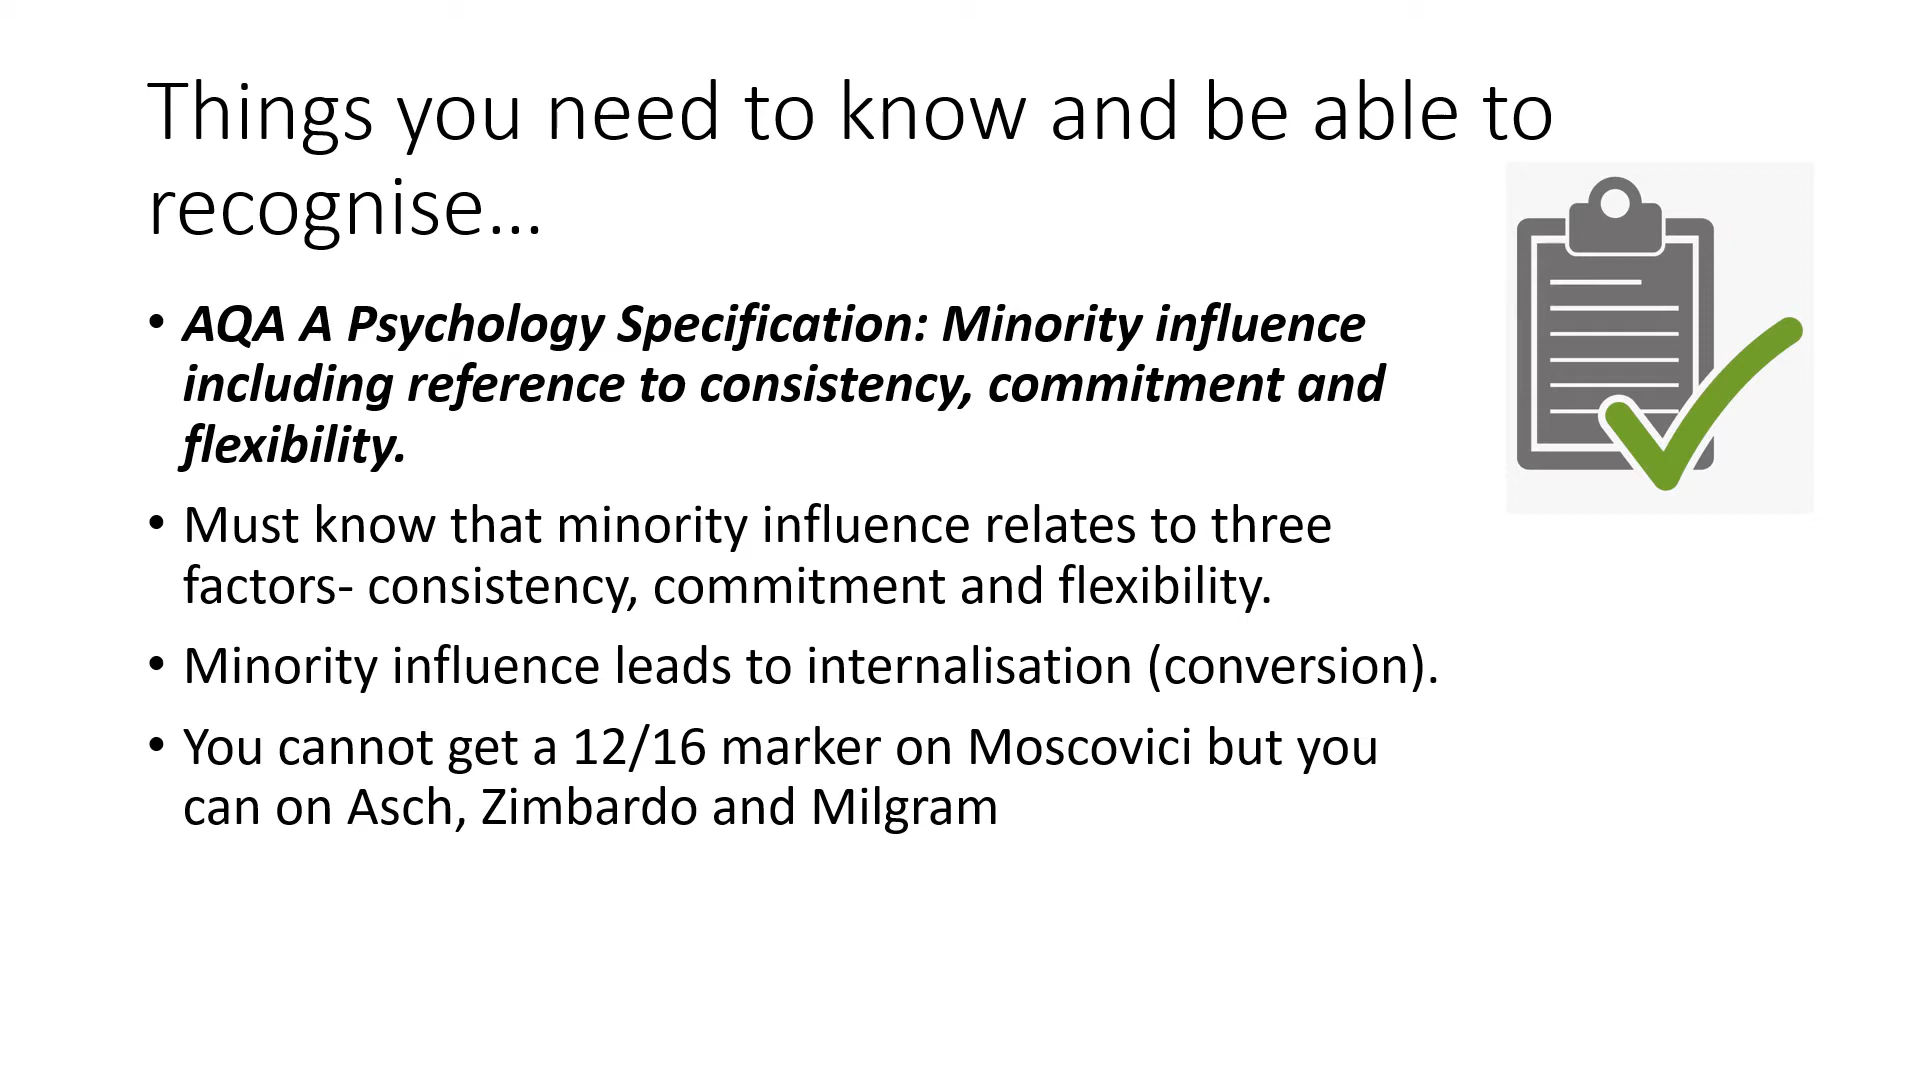 Things you need to know and be able to
recognise…
• AQA A Psychology Specification: Minority influence
including reference to consistency, commitment and
flexibility.
• Must know that minority influence relates to three
factors- consistency, commitment and flexibility.
• Minority influence leads to internalisation (conversion).
• You cannot get a 12/16 marker on Moscovici but you
can on Asch, Zimbardo and Milgram